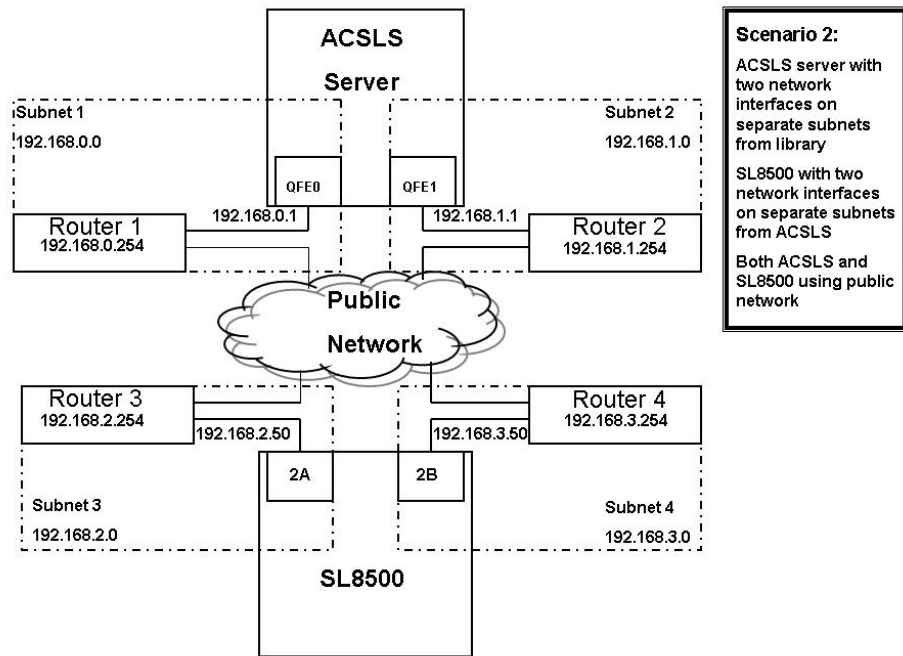 ACSLS
Server
Subnet 1
192.168.0.0
Subnet 2
192.168.1.0
QFE0
QFE1
192.168.0.1
192.168.1.1
Router 1
192.168.0.254
Router 2
192.168.1.254
Public
Network
Router 3
192.168.2.254
Router 4
192.168.3.254
192.168.2.50
192.168.3.50
2A
2B
Subnet 3
192.168.2.0
Subnet 4
192.168.3.0
SL8500
Scenario 2:
ACSLS server with
two network
interfaces on
separate subnets
from library
SL8500 with two
network interfaces
on separate subnets
from ACSLS
Both ACSLS and
SL8500 using public
network